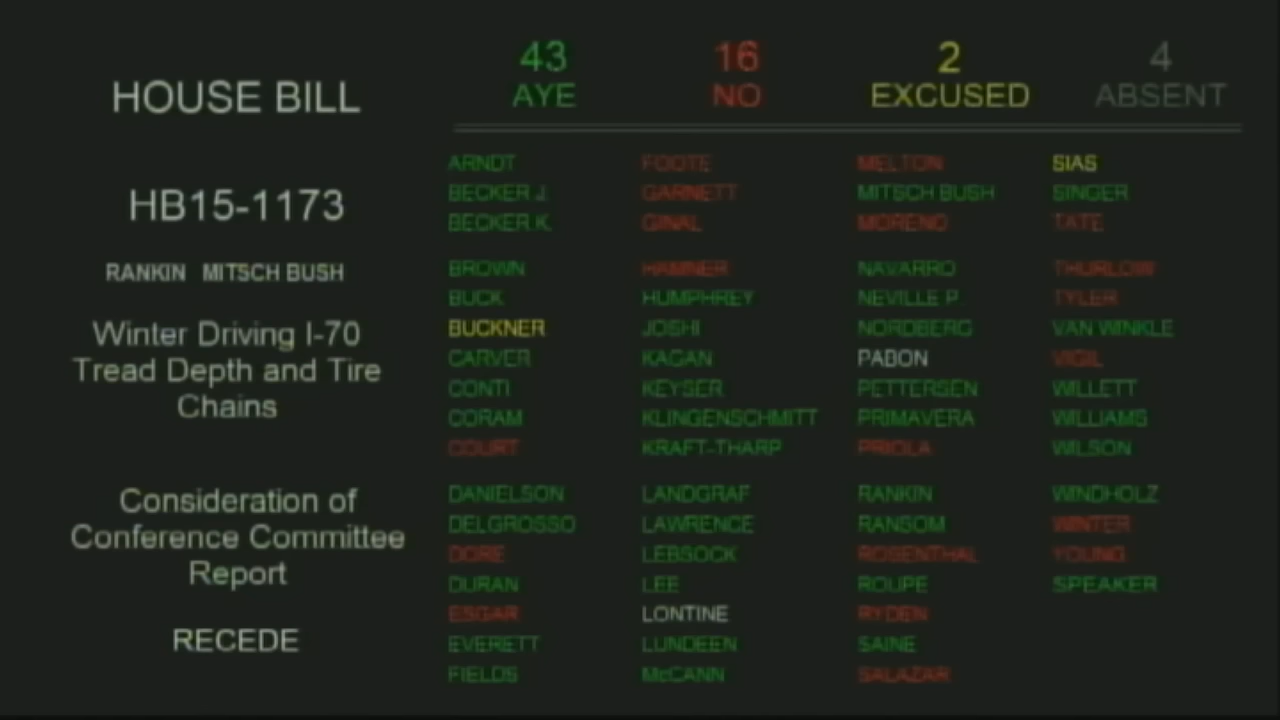 43 16 2 4
AYE NO EXCUSED ABSENT
HOUSE BILL
HB15-1173
RANKIN MITSCH BUSH
Winter Driving I-70
Tread Depth and Tire
Chains
Consideration of
Conference Committee
Report
RECEDE
ARNDT FOOTE MELTON SIAS
BECKER J. GARNETT MITSCH BUSH SINGER
BECKER K. GINAL MORENO TATE
BROWN HAMNER NAVARRO THURLOW
BUCK HUMPHREY NEVILLE P. TYLER
BUCKNER JOSHI NORDBERG VAN WINKLE
CARVER KAGAN PABON VIGIL
CONTI KEYSER PETTERSEN WILLETT
CORAM KLINGENSCHMITT PRIMAVERA WILLIAMS
COURT KRAFT-THARP PRIOLA WILSON
DANIELSON LANDGRAF RANKIN WINDHOLZ
DELGROSSO LAWRENCE RANSOM WINTER
DORE LEBSOCK ROSENTHAL YOUNG
DURAN LEE ROUPE SPEAKER
ESGAR LONTINE RYDEN
EVERETT LUNDEEN SAINE
FIELDS McCANN SALAZAR